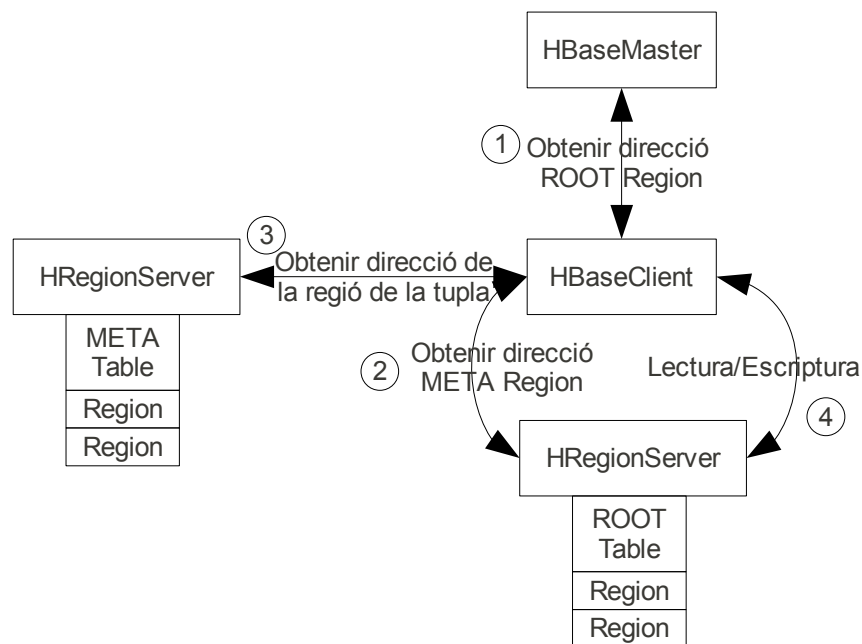 HBaseMaster
1
Obtenir direcció
ROOT Region
3
HRegionServer
Obtenir direcció de
la regió de la tupla
HBaseClient
META
Table
Region
Region
2
Obtenir direcció
META Region
Lectura/Escriptura
4
HRegionServer
ROOT
Table
Region
Region